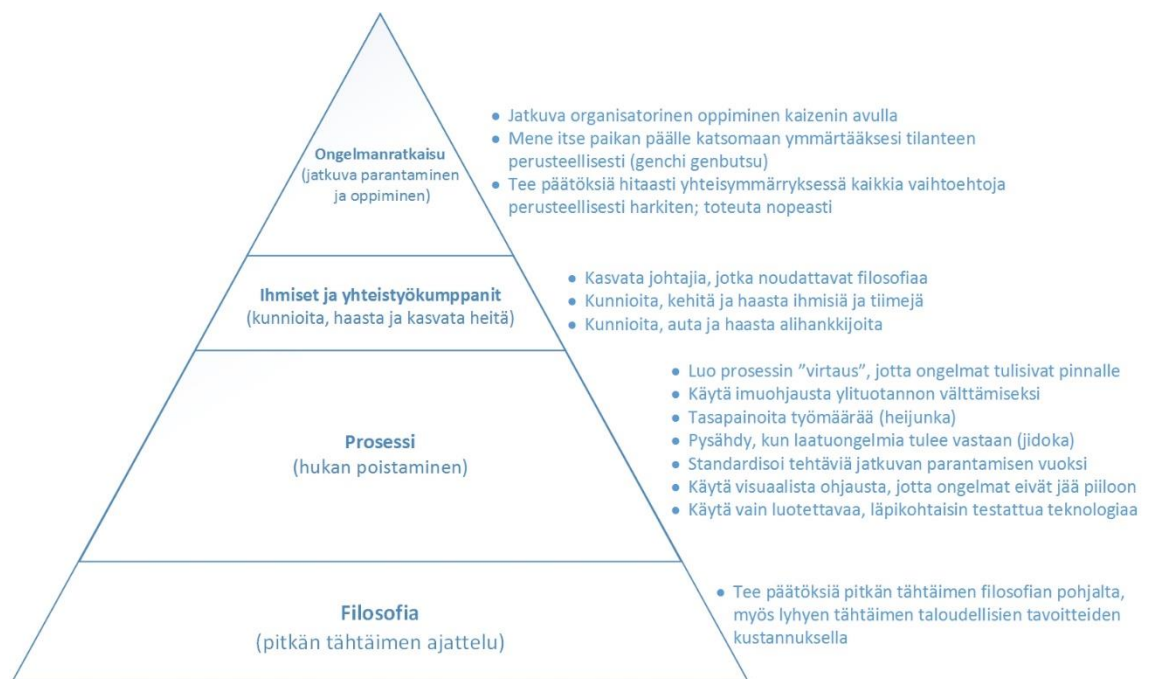 Ongelmanratkaisu
(jatkuva parantaminen
ja oppiminen)
● Jatkuva organisatorinen oppiminen kaizenin avulla
● Mene itse paikan päälle katsomaan ymmärtääksesi tilanteen
perusteellisesti (genchi genbutsu)
● Tee päätöksiä hitaasti yhteisymmärryksessä kaikkia vaihtoehtoja
perusteellisesti harkiten; toteuta nopeasti
Ihmiset ja yhteistyökumppanit
(kunnioita, haasta ja kasvata heitä)
● Kasvata johtajia, jotka noudattavat filosofiaa
● Kunnioita, kehitä ja haasta ihmisiä ja tiimejä
● Kunnioita, auta ja haasta alihankkijoita
Prosessi
(hukan poistaminen)
● Luo prosessin ”virtaus”, jotta ongelmat tulisivat pinnalle
● Käytä imuohjausta ylituotannon välttämiseksi
● Tasapainoita työmäärää (heijunka)
● Pysähdy, kun laatuongelmia tulee vastaan (jidoka)
● Standardisoi tehtäviä jatkuvan parantamisen vuoksi
● Käytä visuaalista ohjausta, jotta ongelmat eivät jää piiloon
● Käytä vain luotettavaa, läpikohtaisin testattua teknologiaa
Filosofia
(pitkän tähtäimen ajattelu)
● Tee päätöksiä pitkän tähtäimen filosofian pohjalta,
myös lyhyen tähtäimen taloudellisien tavoitteiden
kustannuksella